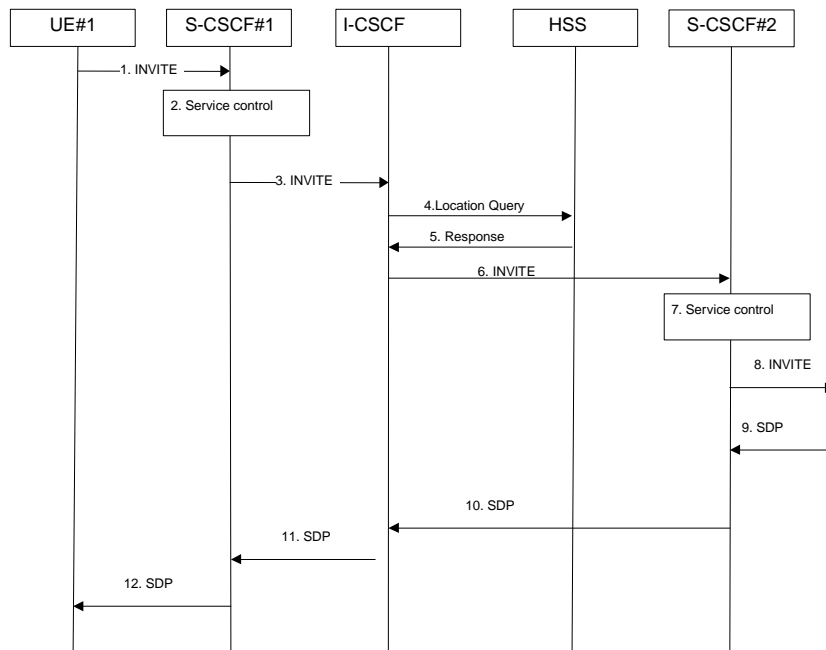 UE#1
S-CSCF#1
I-CSCF
HSS
S-CSCF#2
1. INVITE
2. Service control
3. INVITE
4.Location Query
5. Response
6. INVITE
7. Service control
8. INVITE
9. SDP
10. SDP
11. SDP
12. SDP